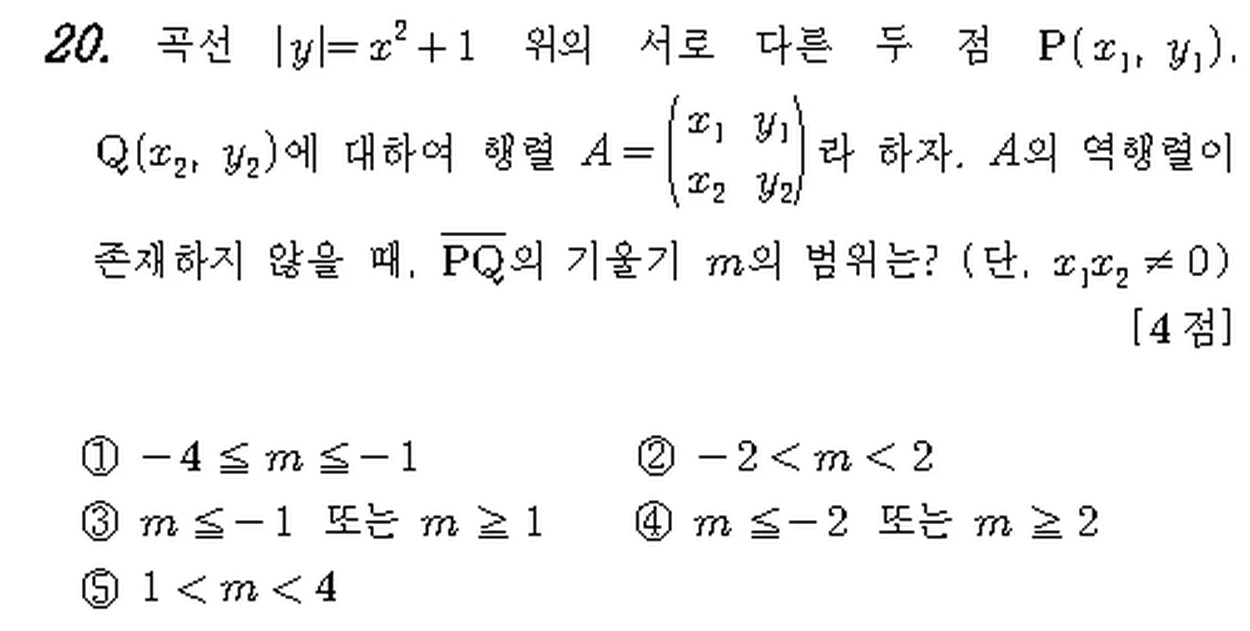 20. 곡선 |y|=x²+1 위의 서로 다른 두 점 P(x₁, y₁),
Q(x₂, y₂)에 대하여 행렬 A=(x₁ y₁
x₂ y₂)라 하자. A의 역행렬이
존재하지 않을 때, P̅Q̅의 기울기 m의 범위는? (단, x₁x₂≠0)
[4점]
① −4≦m≦−1 ② −2<m<2
③ m≦−1 또는 m≧1 ④ m≦−2 또는 m≧2
⑤ 1<m<4